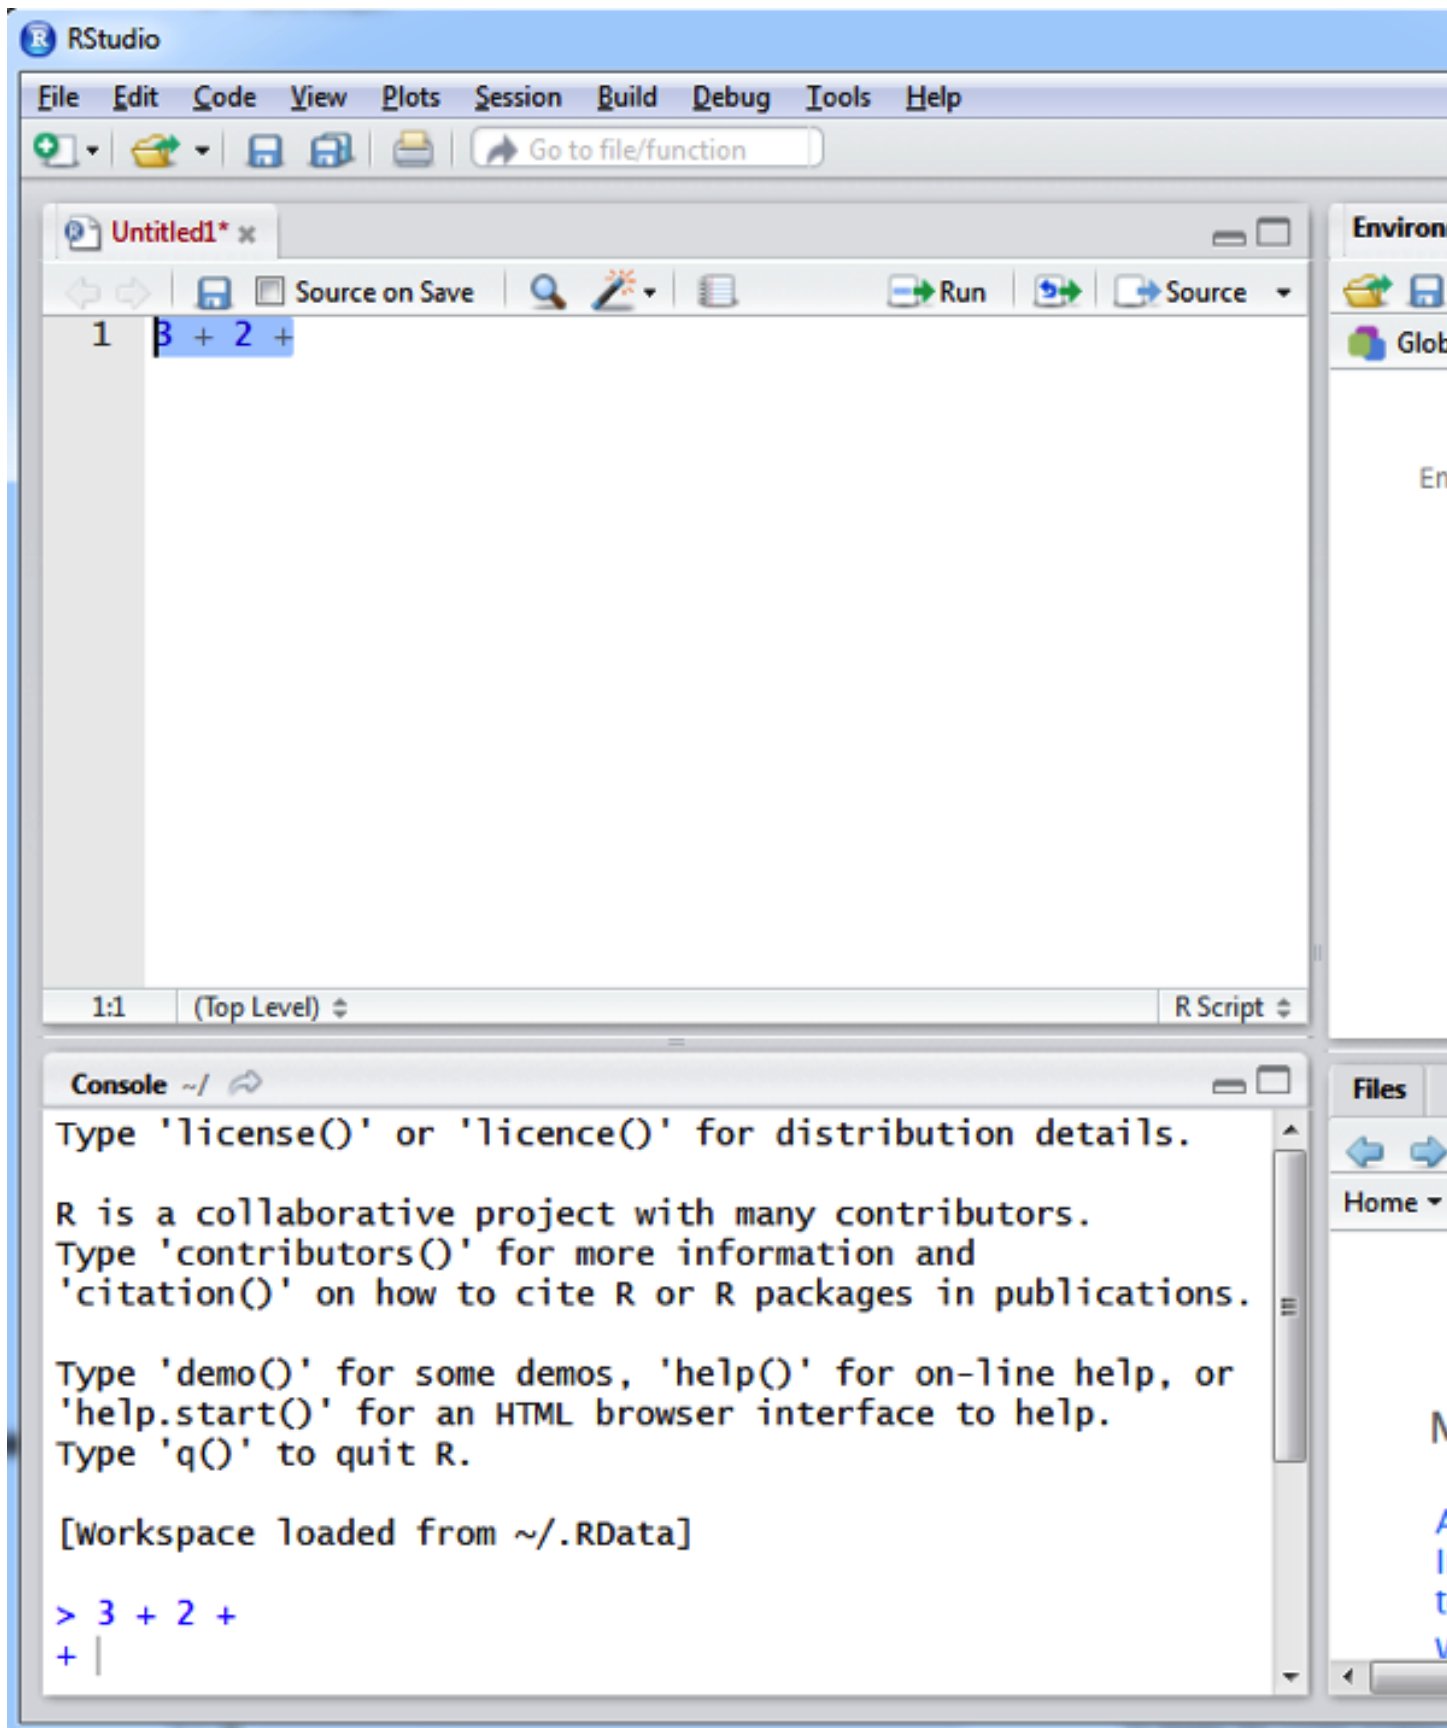 RStudio
File Edit Code View Plots Session Build Debug Tools Help
Go to file/function
Untitled1*
Source on Save Run Source
1 3 + 2 +
1:1 (Top Level) R Script
Console ~/
Type 'license()' or 'licence()' for distribution details.
R is a collaborative project with many contributors.
Type 'contributors()' for more information and
'citation()' on how to cite R or R packages in publications.
Type 'demo()' for some demos, 'help()' for on-line help, or
'help.start()' for an HTML browser interface to help.
Type 'q()' to quit R.
[Workspace loaded from ~/.RData]
> 3 + 2 +
+
Environ
Glob
En
Files
Home